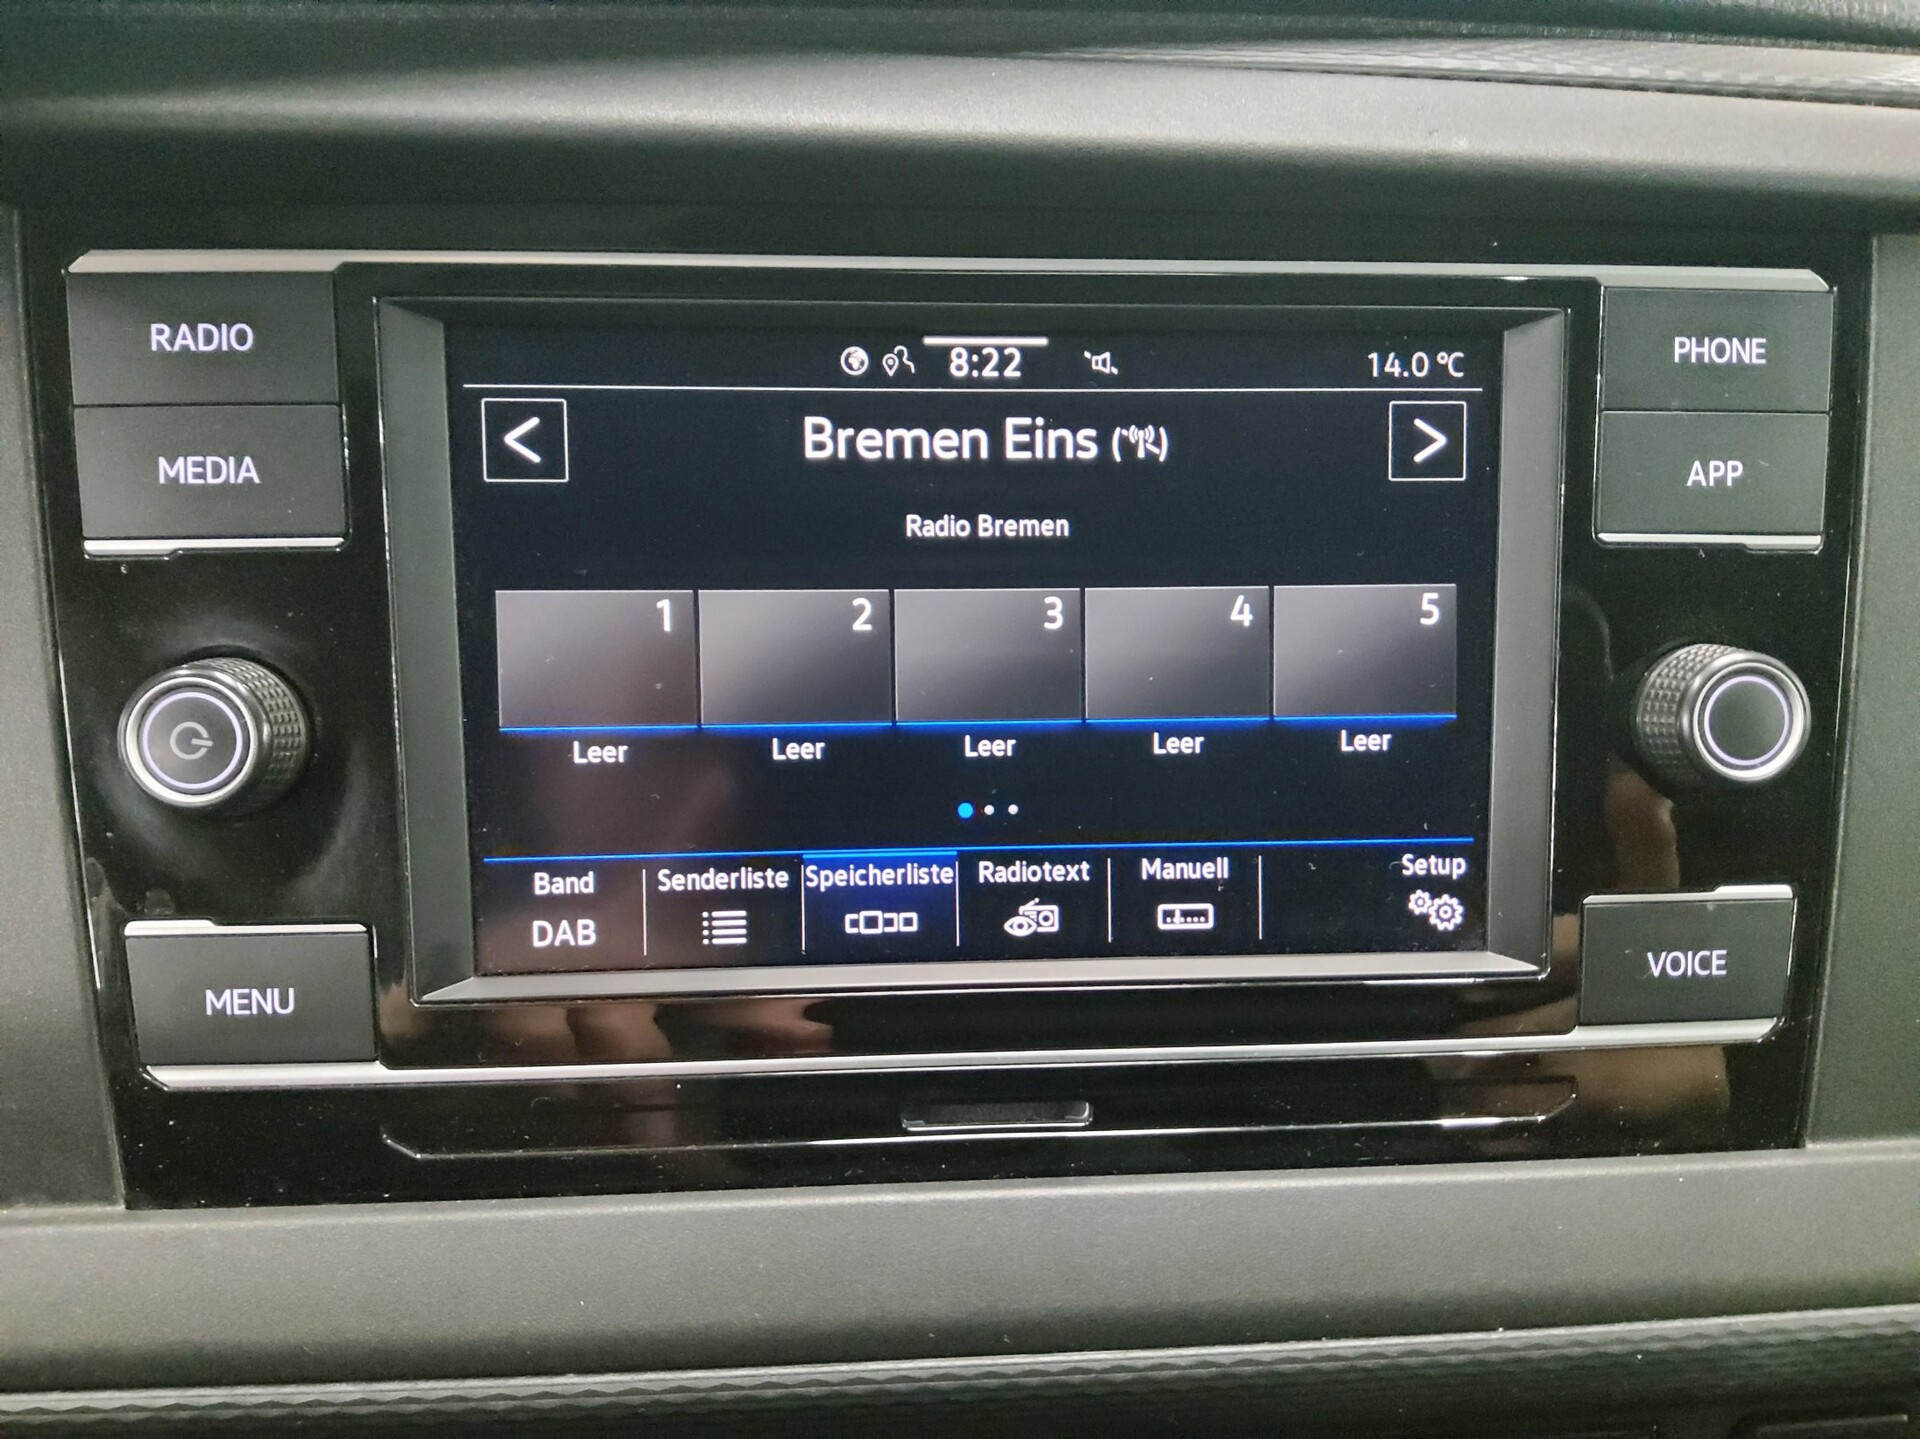 RADIO
MEDIA
MENU
8:22
14.0 °C
<
Bremen Eins
>
Radio Bremen
1 2 3 4 5
Leer Leer Leer Leer Leer
Band Senderliste Speicherliste Radiotext Manuell Setup
DAB
PHONE
APP
VOICE